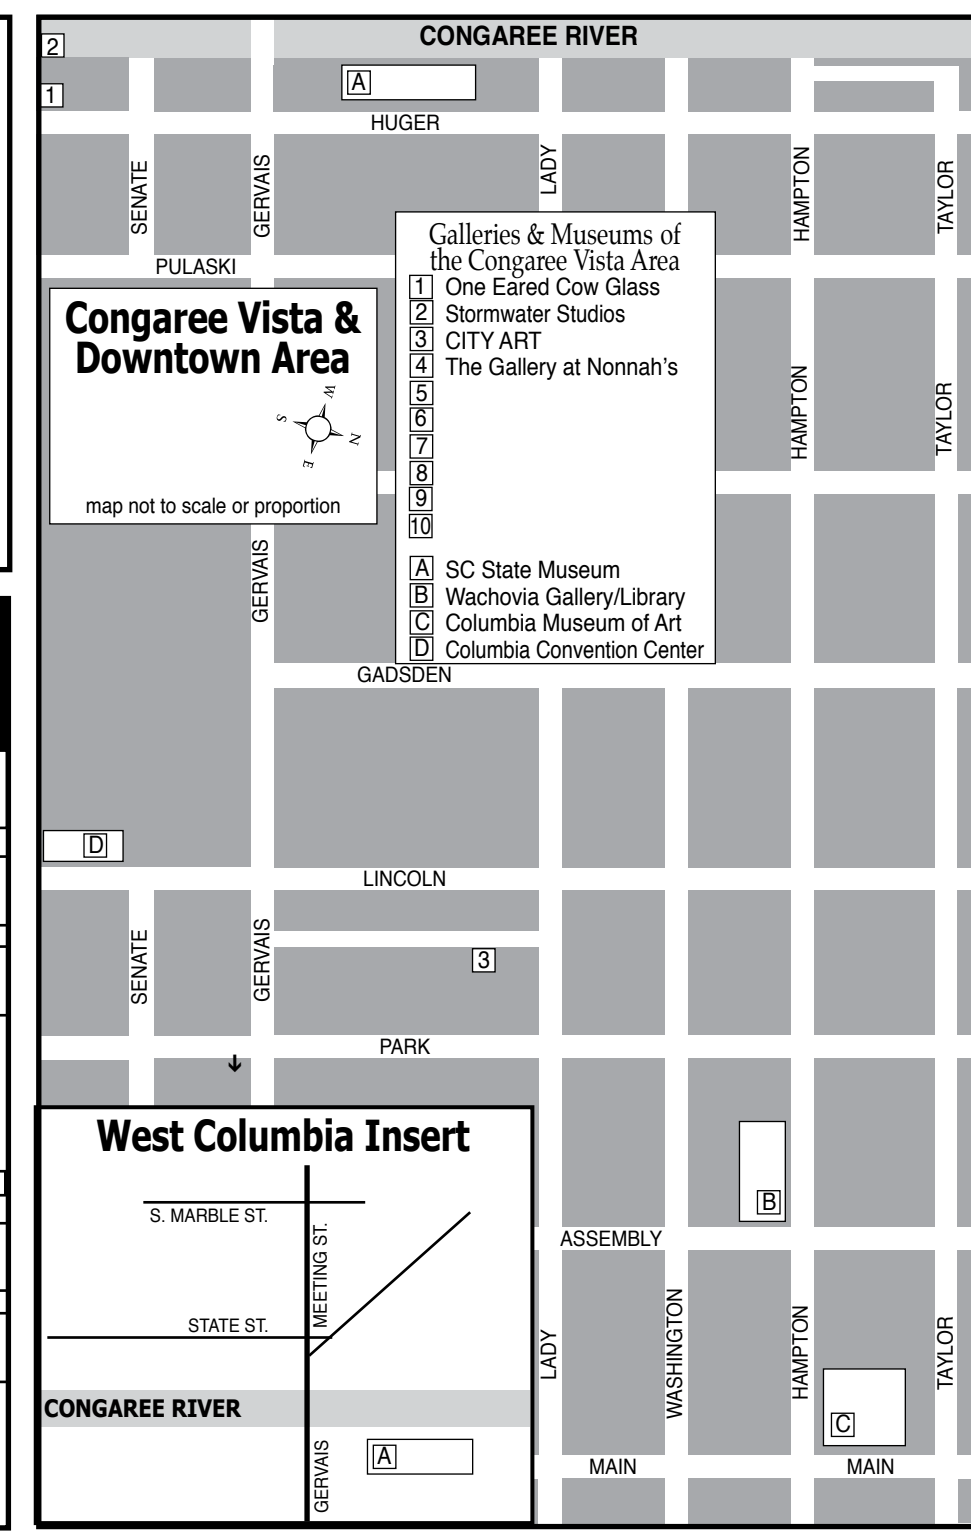 CONGAREE RIVER
2
A
1
HUGER
SENATE
GERVAIS
LADY
HAMPTON
TAYLOR
PULASKI
Galleries & Museums of
the Congaree Vista Area
1 One Eared Cow Glass
2 Stormwater Studios
3 CITY ART
4 The Gallery at Nonnah's
5
6
7
8
9
10
A SC State Museum
B Wachovia Gallery/Library
C Columbia Museum of Art
D Columbia Convention Center
Congaree Vista &
Downtown Area
W
S
N
E
map not to scale or proportion
HAMPTON
TAYLOR
GERVAIS
GADSDEN
D
LINCOLN
SENATE
GERVAIS
3
PARK
West Columbia Insert
S. MARBLE ST.
MEETING ST.
STATE ST.
CONGAREE RIVER
GERVAIS
A
B
ASSEMBLY
LADY
WASHINGTON
HAMPTON
TAYLOR
C
MAIN
MAIN